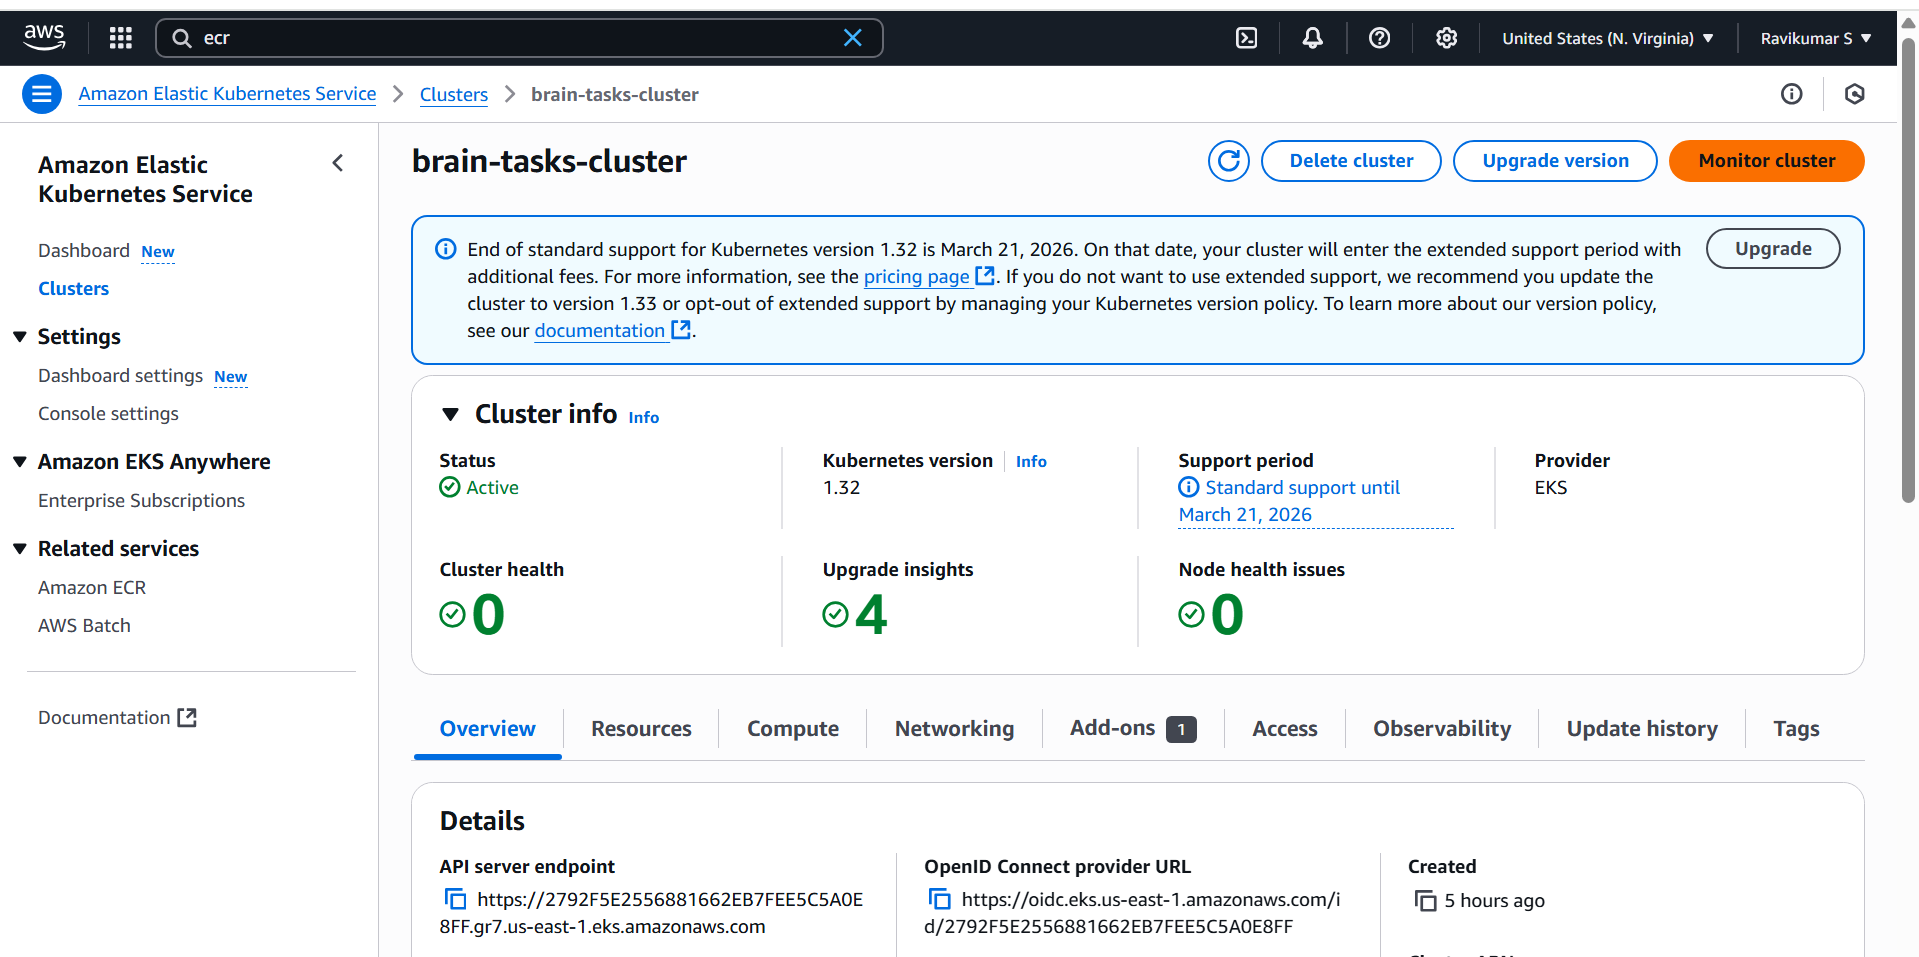 aws
ecr
United States (N. Virginia)
Ravikumar S
Amazon Elastic Kubernetes Service
Clusters
brain-tasks-cluster
Amazon Elastic
Kubernetes Service
Dashboard New
Clusters
Settings
Dashboard settings New
Console settings
Amazon EKS Anywhere
Enterprise Subscriptions
Related services
Amazon ECR
AWS Batch
Documentation
brain-tasks-cluster
Delete cluster
Upgrade version
Monitor cluster
End of standard support for Kubernetes version 1.32 is March 21, 2026. On that date, your cluster will enter the extended support period with
additional fees. For more information, see the pricing page. If you do not want to use extended support, we recommend you update the
cluster to version 1.33 or opt-out of extended support by managing your Kubernetes version policy. To learn more about our version policy,
see our documentation.
Upgrade
Cluster info Info
Status
Active
Kubernetes version Info
1.32
Support period
Standard support until
March 21, 2026
Provider
EKS
Cluster health
0
Upgrade insights
4
Node health issues
0
Overview
Resources
Compute
Networking
Add-ons 1
Access
Observability
Update history
Tags
Details
API server endpoint
https://2792F5E2556881662EB7FEE5C5A0E
8FF.gr7.us-east-1.eks.amazonaws.com
OpenID Connect provider URL
https://oidc.eks.us-east-1.amazonaws.com/i
d/2792F5E2556881662EB7FEE5C5A0E8FF
Created
5 hours ago